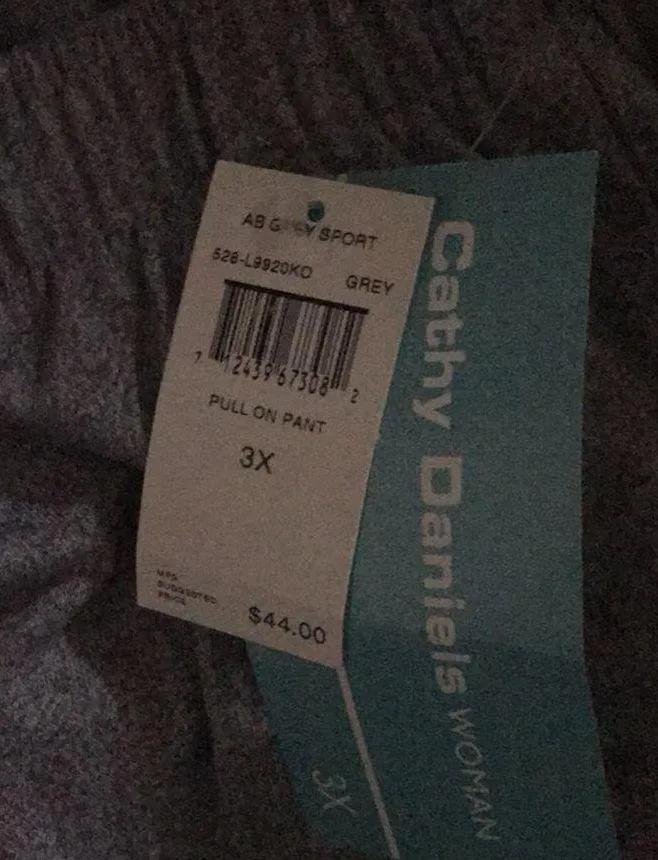 AB G SPORT
528-L9920KO GREY
7 12439 67308 2
PULL ON PANT
3X
MFG
SUGGESTED
PRICE
$44.00
Cathy Daniels WOMAN
3X